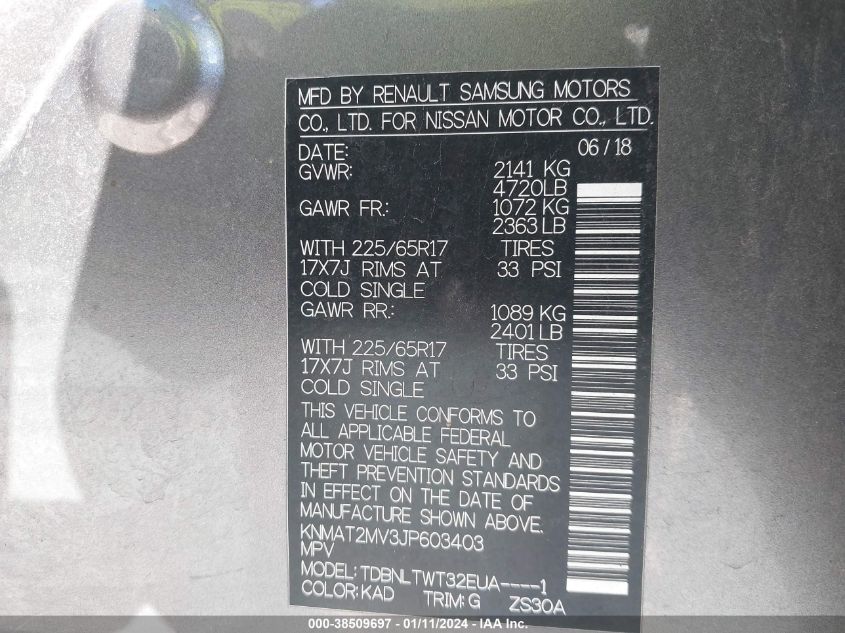 MFD BY RENAULT SAMSUNG MOTORS
CO., LTD. FOR NISSAN MOTOR CO., LTD.
DATE: 06 / 18
GVWR: 2141 KG
4720LB
GAWR FR.: 1072 KG
2363 LB
WITH 225/65R17 TIRES
17X7J RIMS AT 33 PSI
COLD SINGLE
GAWR RR.: 1089 KG
2401 LB
WITH 225/65R17 TIRES
17X7J RIMS AT 33 PSI
COLD SINGLE
THIS VEHICLE CONFORMS TO
ALL APPLICABLE FEDERAL
MOTOR VEHICLE SAFETY AND
THEFT PREVENTION STANDARDS
IN EFFECT ON THE DATE OF
MANUFACTURE SHOWN ABOVE.
KNMAT2MV3JP603403
MPV
MODEL: TDBNLTWT32EUA----1
COLOR: KAD TRIM: G ZS30A
000-38509697 - 01/11/2024 - IAA Inc.